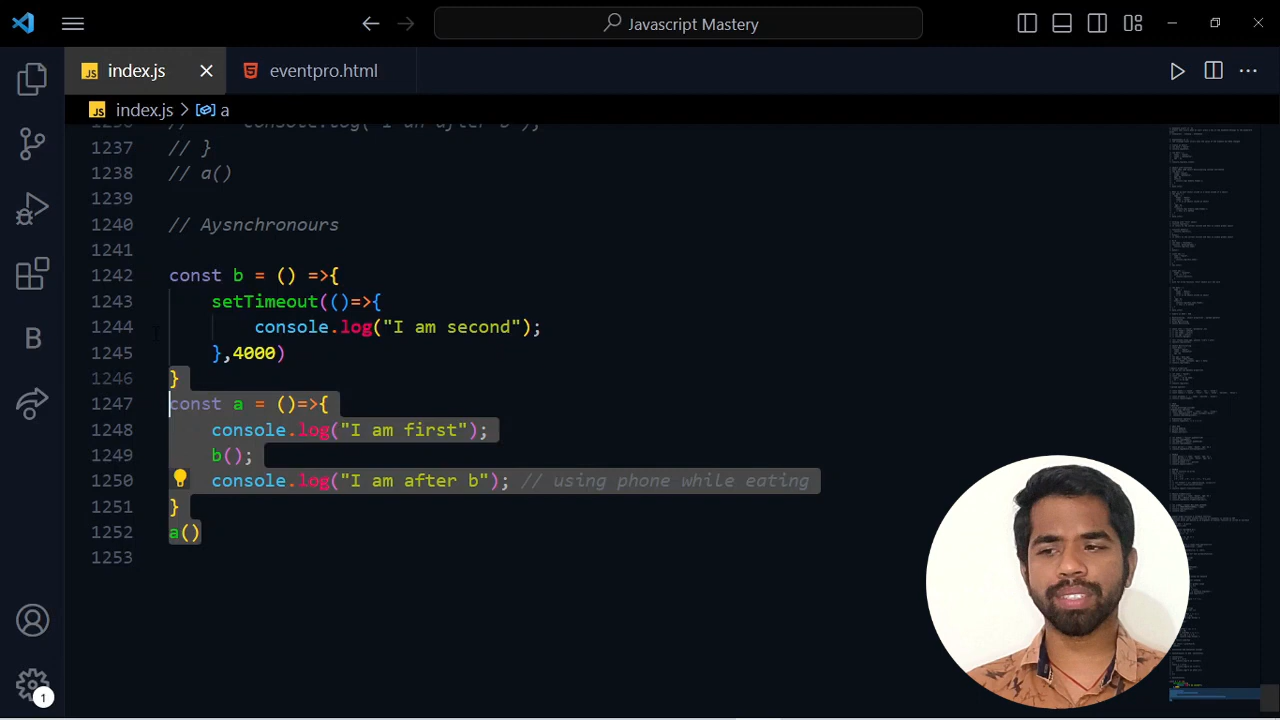 Javascript Mastery
index.js
eventpro.html
index.js > a
1237 // }
1238 // a()
1239
1240 // Aysnchronours
1241
1242 const b = () =>{
1243 setTimeout(()=>{
1244 console.log("I am second");
1245 },4000)
1246 }
1247 const a = ()=>{
1248 console.log("I am first");
1249 b();
1250 console.log("I am after b"); // using phone while eating
1251 }
1252 a()
1253
1